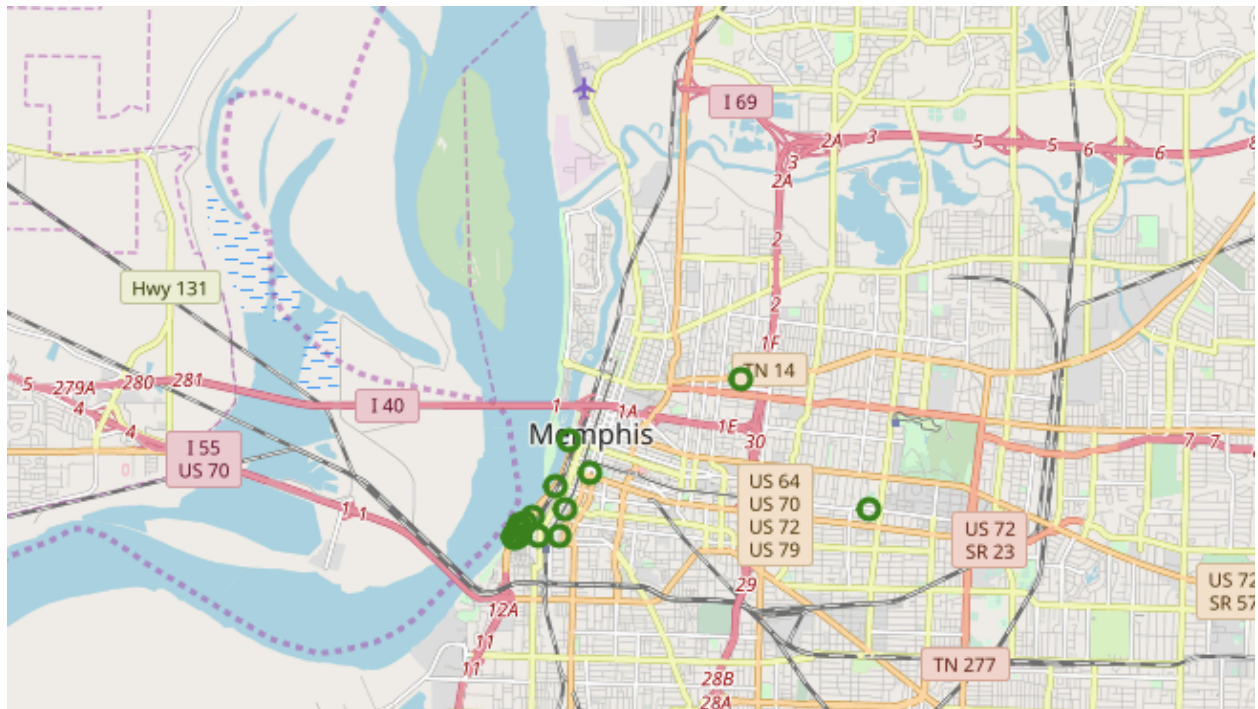 I 69
2A
3
5
5
6
6
8
3
2A
2
Hwy 131
2
1F
TN 14
5
279A
280
281
4
4
I 40
1
1A
1E
30
Memphis
7
7
I 55
US 70
US 64
US 70
US 72
US 79
1
1
US 72
SR 23
29
US 72
SR 57
12A
11
11
TN 277
28B
28A